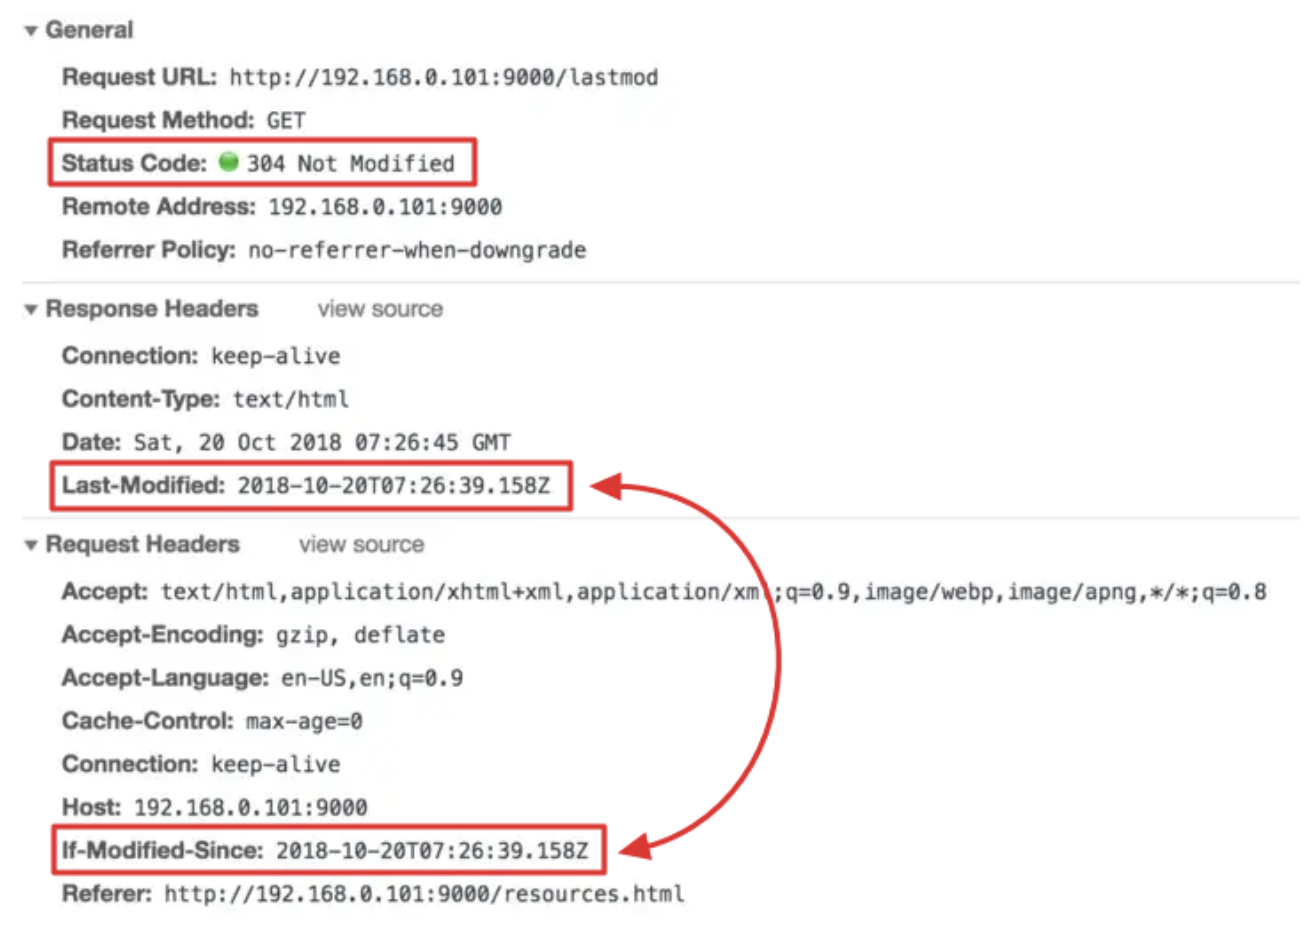 General
Request URL: http://192.168.0.101:9000/lastmod
Request Method: GET
Status Code: 304 Not Modified
Remote Address: 192.168.0.101:9000
Referrer Policy: no-referrer-when-downgrade
Response Headers view source
Connection: keep-alive
Content-Type: text/html
Date: Sat, 20 Oct 2018 07:26:45 GMT
Last-Modified: 2018-10-20T07:26:39.158Z
Request Headers view source
Accept: text/html,application/xhtml+xml,application/xml;q=0.9,image/webp,image/apng,*/*;q=0.8
Accept-Encoding: gzip, deflate
Accept-Language: en-US,en;q=0.9
Cache-Control: max-age=0
Connection: keep-alive
Host: 192.168.0.101:9000
If-Modified-Since: 2018-10-20T07:26:39.158Z
Referer: http://192.168.0.101:9000/resources.html